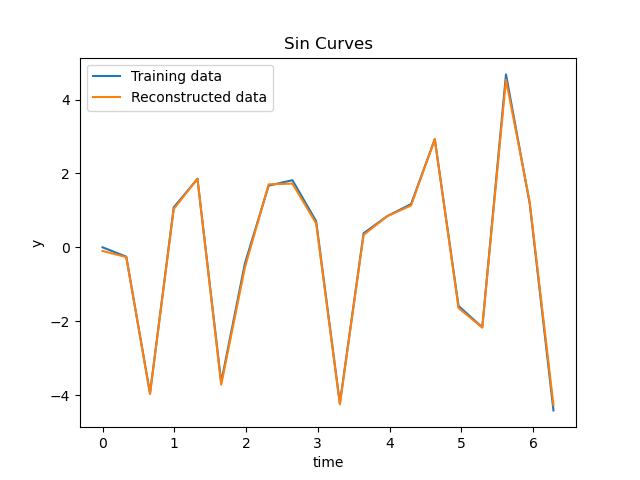 Sin Curves
Training data
Reconstructed data
4
2
0
−2
−4
y
0 1 2 3 4 5 6
time